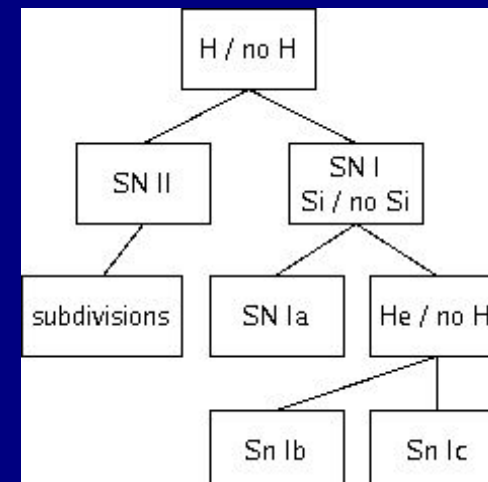 H / no H
SN II
SN I
Si / no Si
subdivisions
SN Ia
He / no H
Sn Ib
Sn Ic